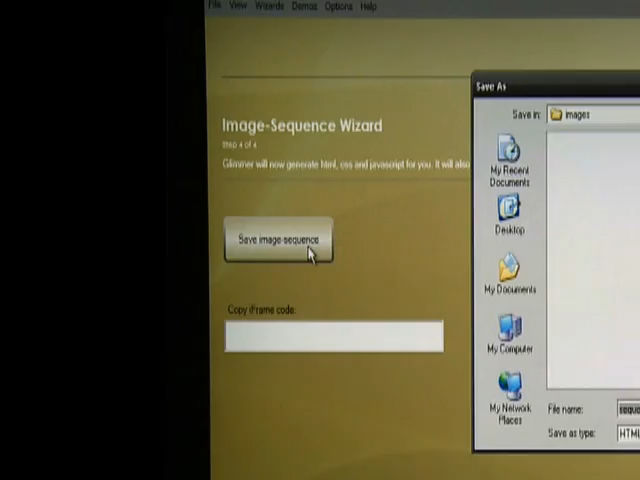 File View Wizards Demos Options Help
Image-Sequence Wizard
Step 4 of 4
Glimmer will now generate html, css and javascript for you. It will also
Save image-sequence
Copy iFrame code:
Save As
Save in: images
My Recent
Documents
Desktop
My Documents
My Computer
My Network
Places
File name: seque
Save as type: HTML